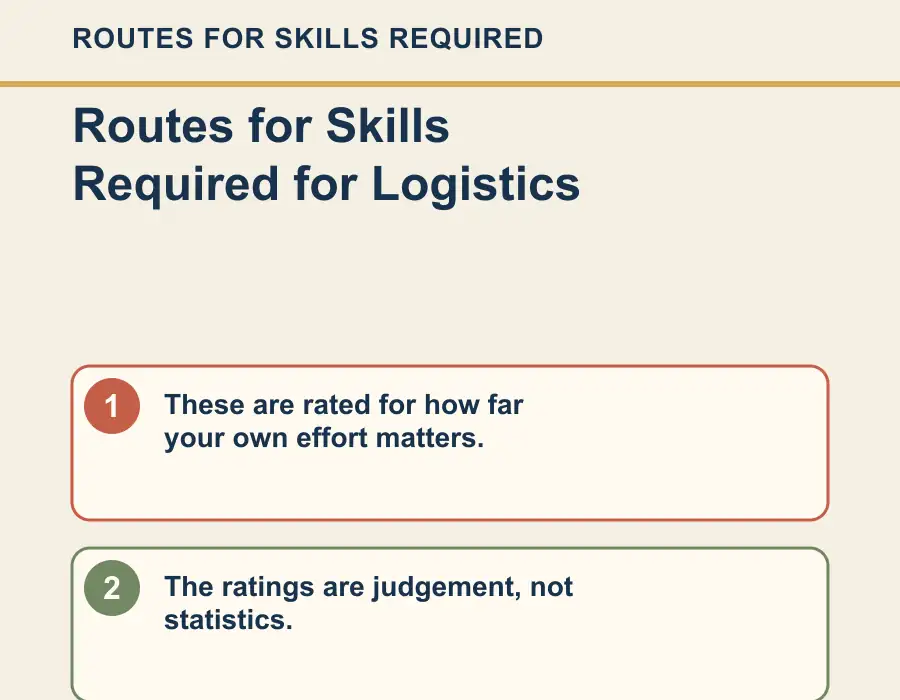 ROUTES FOR SKILLS REQUIRED
Routes for Skills
Required for Logistics
1
These are rated for how far
your own effort matters.
2
The ratings are judgement, not
statistics.